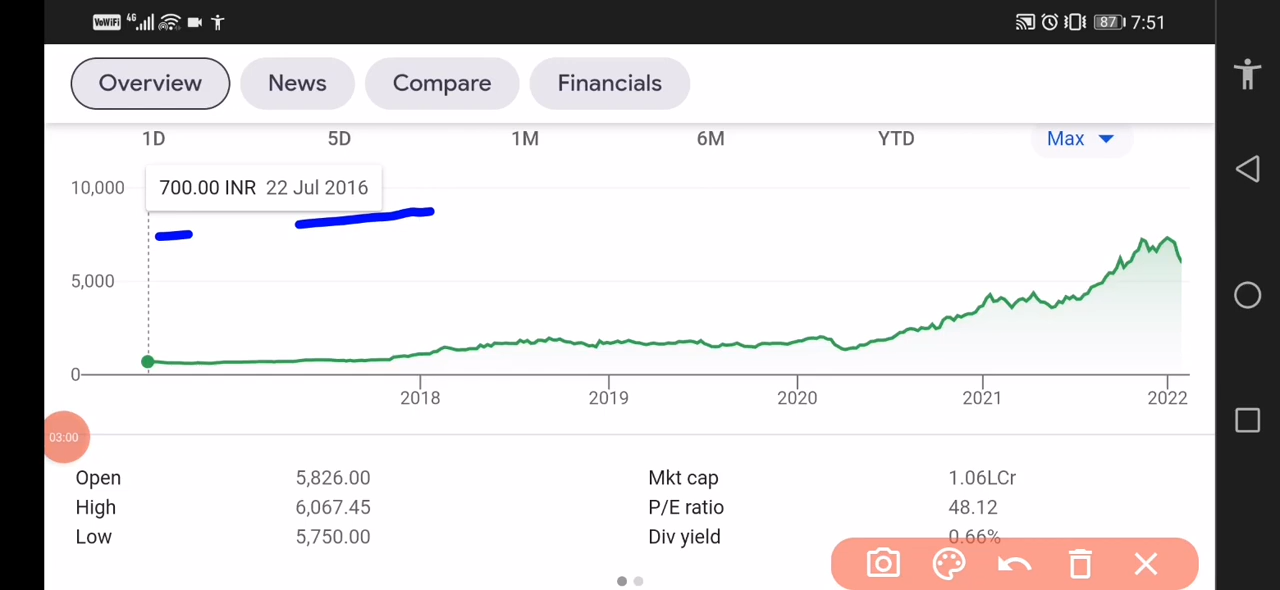 VoWiFi 4G 87 7:51
Overview News Compare Financials
1D 5D 1M 6M YTD Max
10,000
700.00 INR 22 Jul 2016
5,000
0
2018 2019 2020 2021 2022
03:00
Open 5,826.00 Mkt cap 1.06LCr
High 6,067.45 P/E ratio 48.12
Low 5,750.00 Div yield 0.66%